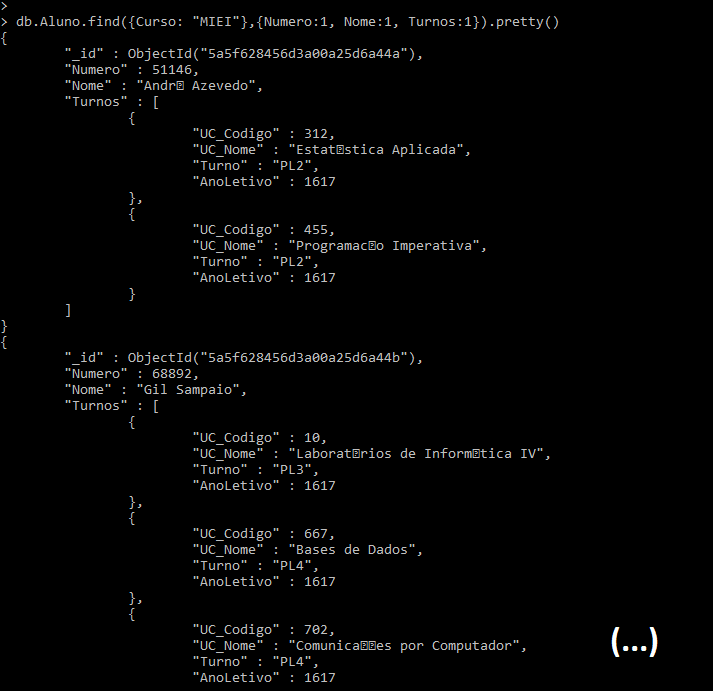 >
> db.Aluno.find({Curso: "MIEI"},{Numero:1, Nome:1, Turnos:1}).pretty()
{
        "_id" : ObjectId("5a5f628456d3a00a25d6a44a"),
        "Numero" : 51146,
        "Nome" : "Andr� Azevedo",
        "Turnos" : [
                {
                        "UC_Codigo" : 312,
                        "UC_Nome" : "Estat�stica Aplicada",
                        "Turno" : "PL2",
                        "AnoLetivo" : 1617
                },
                {
                        "UC_Codigo" : 455,
                        "UC_Nome" : "Programac�o Imperativa",
                        "Turno" : "PL2",
                        "AnoLetivo" : 1617
                }
        ]
}
{
        "_id" : ObjectId("5a5f628456d3a00a25d6a44b"),
        "Numero" : 68892,
        "Nome" : "Gil Sampaio",
        "Turnos" : [
                {
                        "UC_Codigo" : 10,
                        "UC_Nome" : "Laborat�rios de Inform�tica IV",
                        "Turno" : "PL3",
                        "AnoLetivo" : 1617
                },
                {
                        "UC_Codigo" : 667,
                        "UC_Nome" : "Bases de Dados",
                        "Turno" : "PL4",
                        "AnoLetivo" : 1617
                },
                {
                        "UC_Codigo" : 702,
                        "UC_Nome" : "Comunica��es por Computador",
                        "Turno" : "PL4",
                        "AnoLetivo" : 1617
(...)